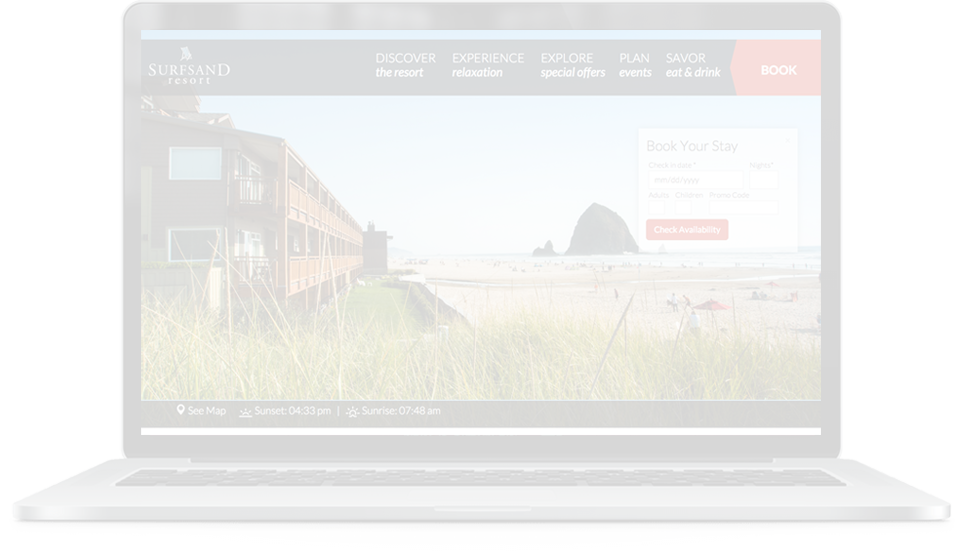 SURFSAND
resort
DISCOVER
the resort
EXPERIENCE
relaxation
EXPLORE
special offers
PLAN
events
SAVOR
eat & drink
BOOK
Book Your Stay
Check in date * Nights*
mm/dd/yyyy
Adults Children Promo Code
Check Availability
See Map Sunset: 04:33 pm | Sunrise: 07:48 am